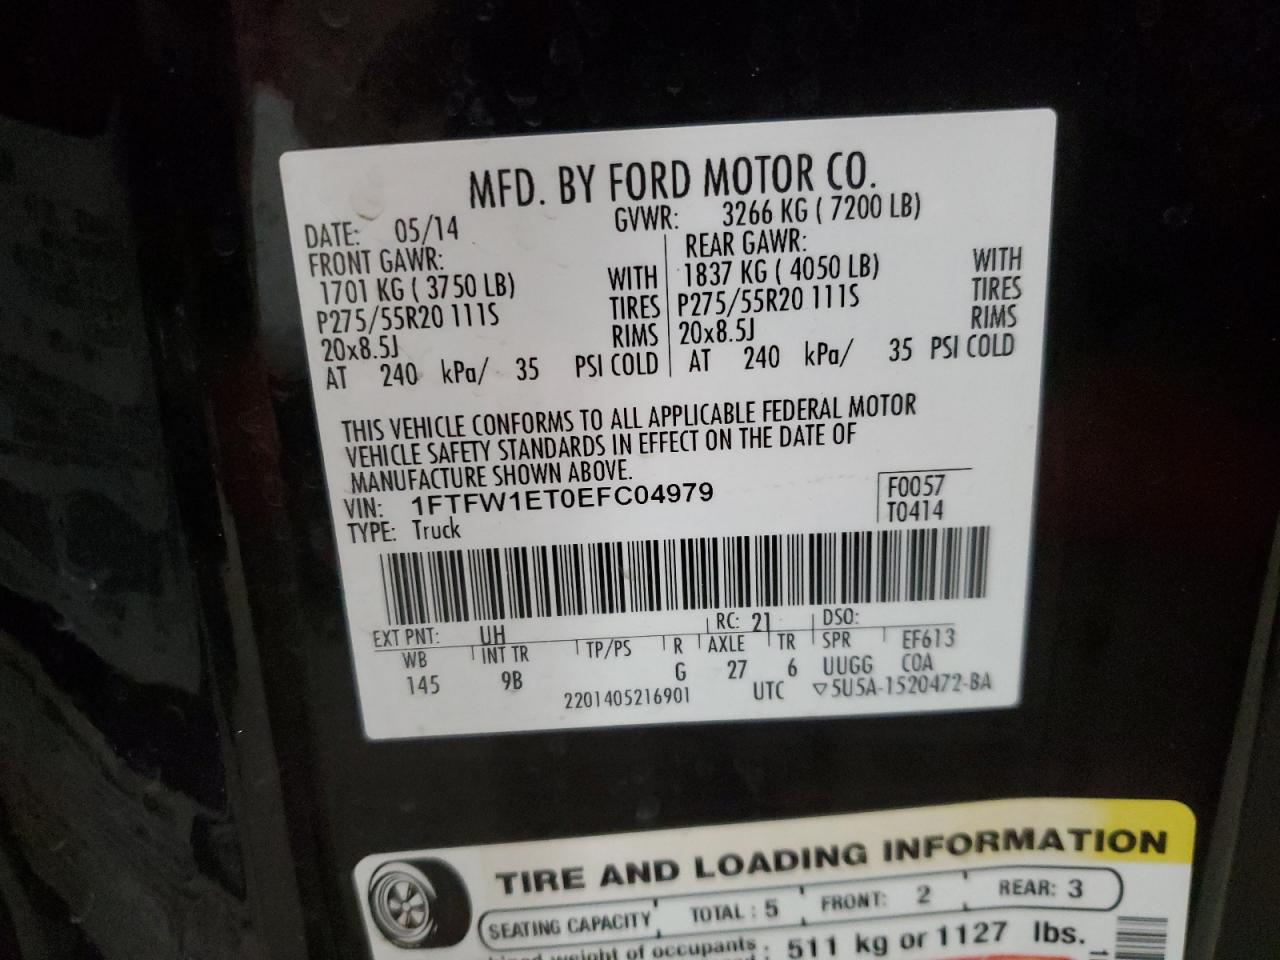 MFD. BY FORD MOTOR CO.
DATE: 05/14 GVWR: 3266 KG ( 7200 LB)
FRONT GAWR: REAR GAWR:
1701 KG ( 3750 LB) WITH 1837 KG ( 4050 LB) WITH
P275/55R20 111S TIRES P275/55R20 111S TIRES
20x8.5J RIMS 20x8.5J RIMS
AT 240 kPa/ 35 PSI COLD AT 240 kPa/ 35 PSI COLD
THIS VEHICLE CONFORMS TO ALL APPLICABLE FEDERAL MOTOR
VEHICLE SAFETY STANDARDS IN EFFECT ON THE DATE OF
MANUFACTURE SHOWN ABOVE.
VIN: 1FTFW1ET0EFC04979 F0057
TYPE: Truck T0414
EXT PNT: UH RC: 21 DSO:
WB INT TR TP/PS R AXLE TR SPR EF613
145 9B G 27 6 UUGG COA
2201405216901 UTC ▽5U5A-1520472-BA
TIRE AND LOADING INFORMATION
SEATING CAPACITY TOTAL : 5 FRONT: 2 REAR: 3
weight of occupants 511 kg or 1127 lbs.